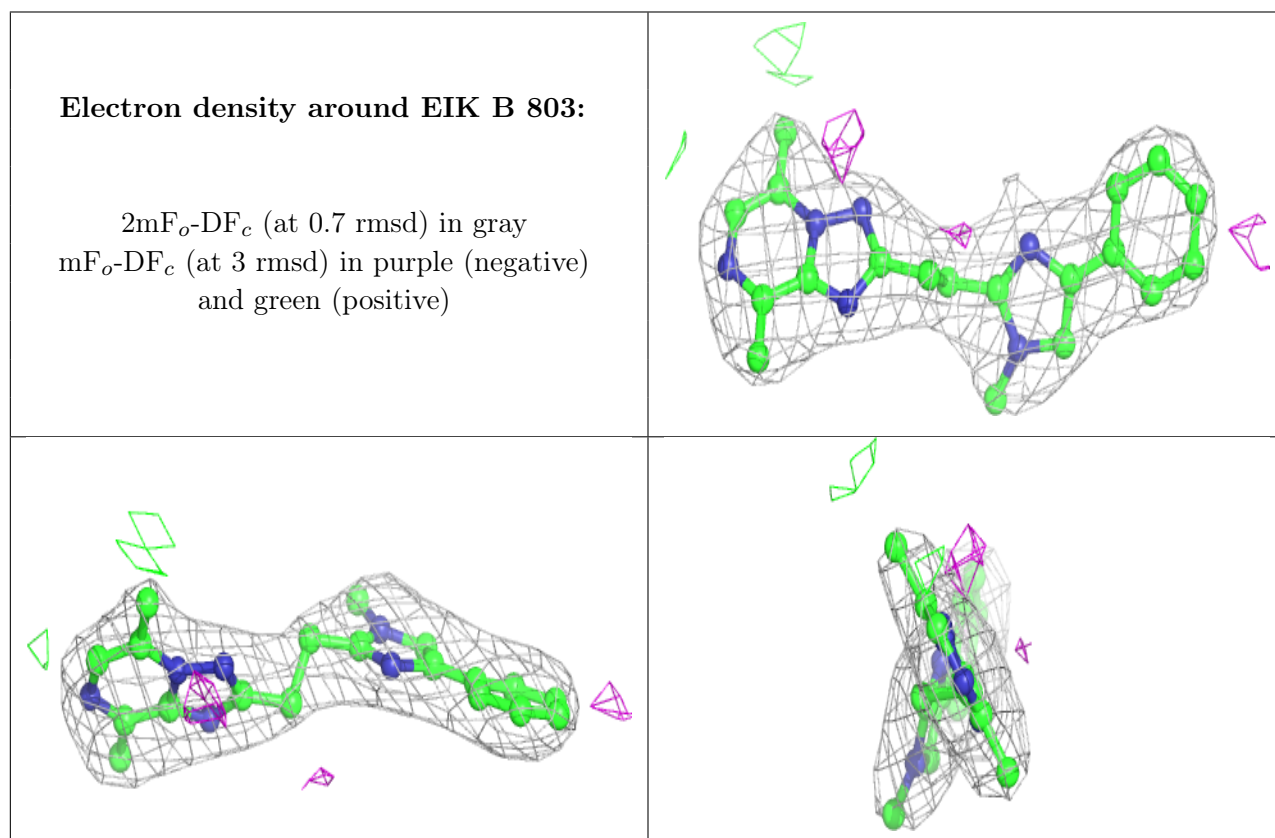 Electron density around EIK B 803:
2mFo-DFc (at 0.7 rmsd) in gray
mFo-DFc (at 3 rmsd) in purple (negative)
and green (positive)